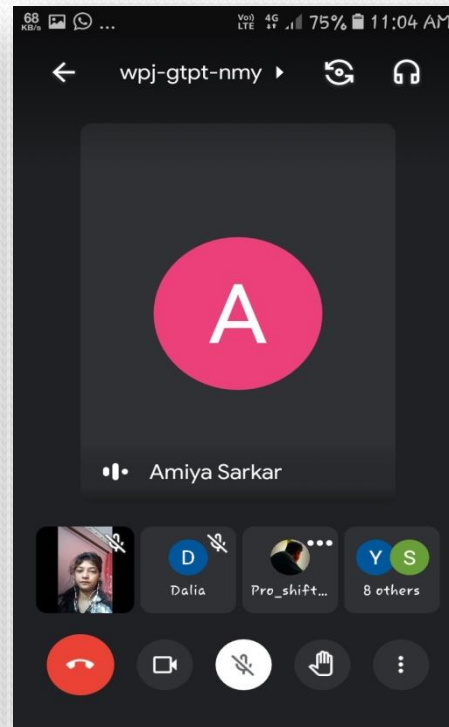 68
KB/s
...
Vo))
LTE
4G
75%
11:04 AM
wpj-gtpt-nmy
A
Amiya Sarkar
D
Dalia
Pro_shift...
Y S
8 others